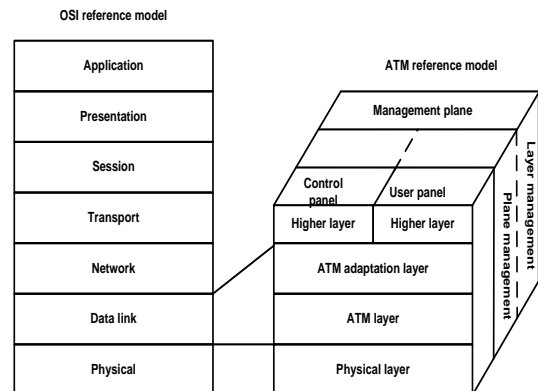 OSI reference model
Application
Presentation
Session
Transport
Network
Data link
Physical
ATM reference model
Management plane
Control
panel
User panel
Higher layer
Higher layer
ATM adaptation layer
ATM layer
Physical layer
Layer management
Plane management